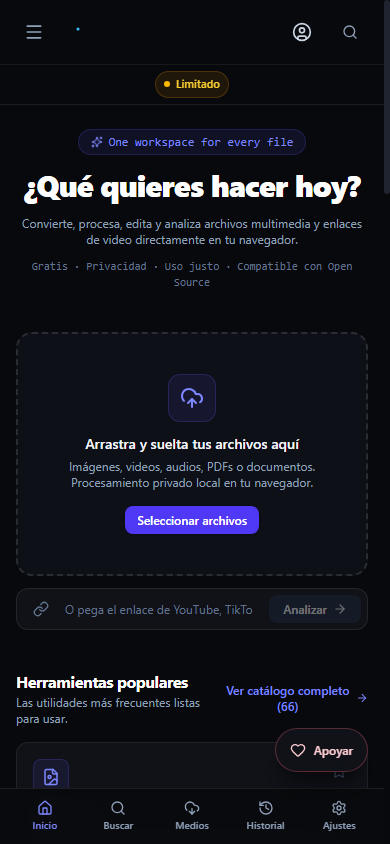 Limitado
One workspace for every file
¿Qué quieres hacer hoy?
Convierte, procesa, edita y analiza archivos multimedia y enlaces
de video directamente en tu navegador.
Gratis · Privacidad · Uso justo · Compatible con Open
Source
Arrastra y suelta tus archivos aquí
Imágenes, videos, audios, PDFs o documentos.
Procesamiento privado local en tu navegador.
Seleccionar archivos
O pega el enlace de YouTube, TikTo
Analizar
Herramientas populares
Las utilidades más frecuentes listas
para usar.
Ver catálogo completo
(66)
Apoyar
Inicio
Buscar
Medios
Historial
Ajustes